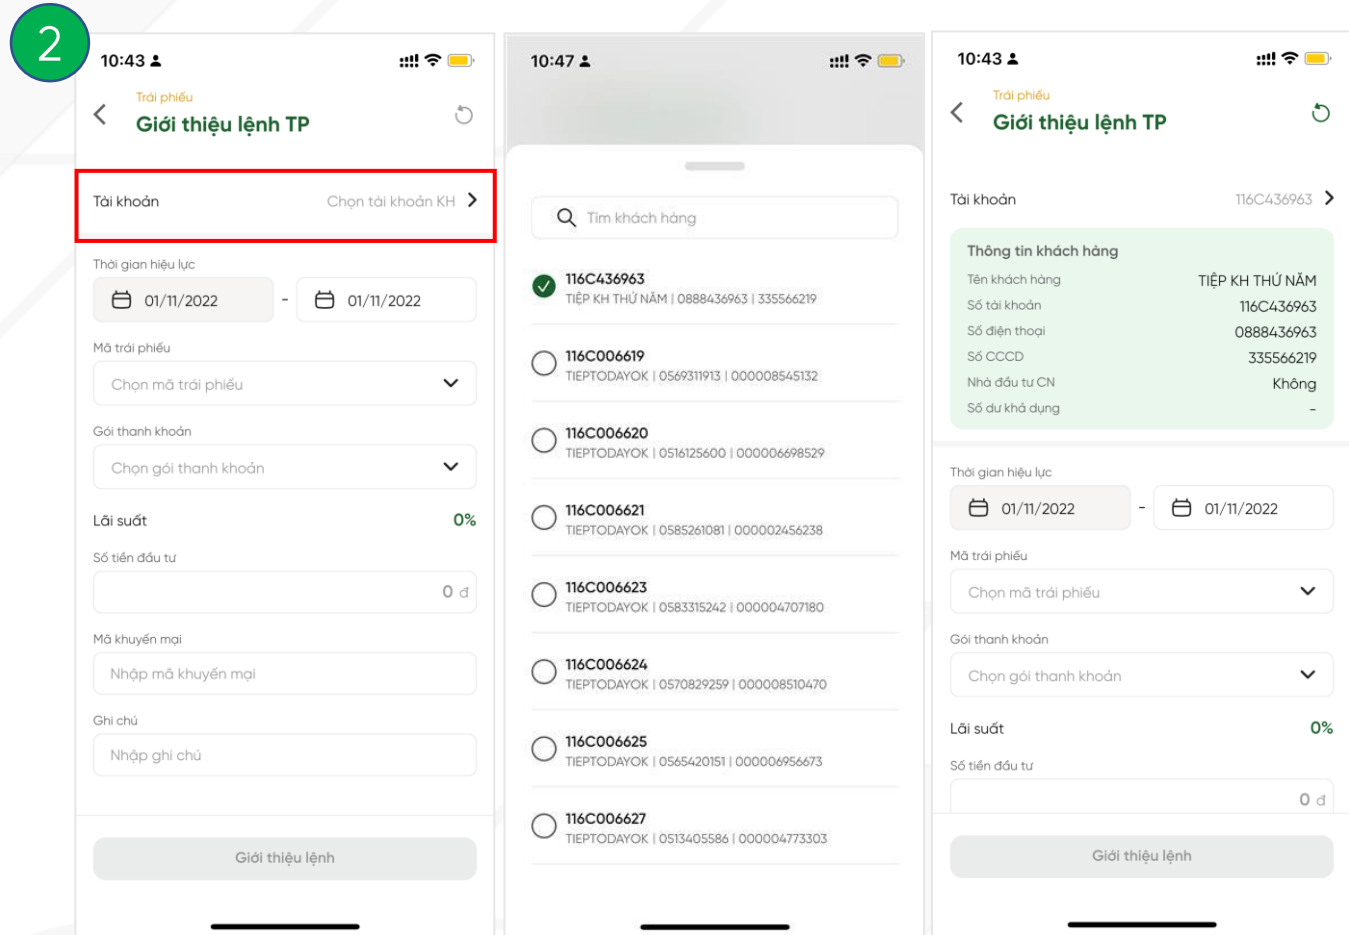 2
10:43
Trái phiếu
Giới thiệu lệnh TP
Tài khoản
Chọn tài khoản KH
Thời gian hiệu lực
01/11/2022 - 01/11/2022
Mã trái phiếu
Chọn mã trái phiếu
Gói thanh khoản
Chọn gói thanh khoản
Lãi suất 0%
Số tiền đầu tư
0 đ
Mã khuyến mại
Nhập mã khuyến mại
Ghi chú
Nhập ghi chú
Giới thiệu lệnh
10:47
Tìm khách hàng
116C436963
TIỆP KH THỨ NĂM | 0888436963 | 335566219
116C006619
TIEPTODAYOK | 0569311913 | 000008545132
116C006620
TIEPTODAYOK | 0516125600 | 000006698529
116C006621
TIEPTODAYOK | 0585261081 | 000002456238
116C006623
TIEPTODAYOK | 0583315242 | 000004707180
116C006624
TIEPTODAYOK | 0570829259 | 000008510470
116C006625
TIEPTODAYOK | 0565420151 | 000006956673
116C006627
TIEPTODAYOK | 0513405586 | 000004773303
10:43
Trái phiếu
Giới thiệu lệnh TP
Tài khoản 116C436963
Thông tin khách hàng
Tên khách hàng TIỆP KH THỨ NĂM
Số tài khoản 116C436963
Số điện thoại 0888436963
Số CCCD 335566219
Nhà đầu tư CN Không
Số dư khả dụng -
Thời gian hiệu lực
01/11/2022 - 01/11/2022
Mã trái phiếu
Chọn mã trái phiếu
Gói thanh khoản
Chọn gói thanh khoản
Lãi suất 0%
Số tiền đầu tư
0 đ
Giới thiệu lệnh